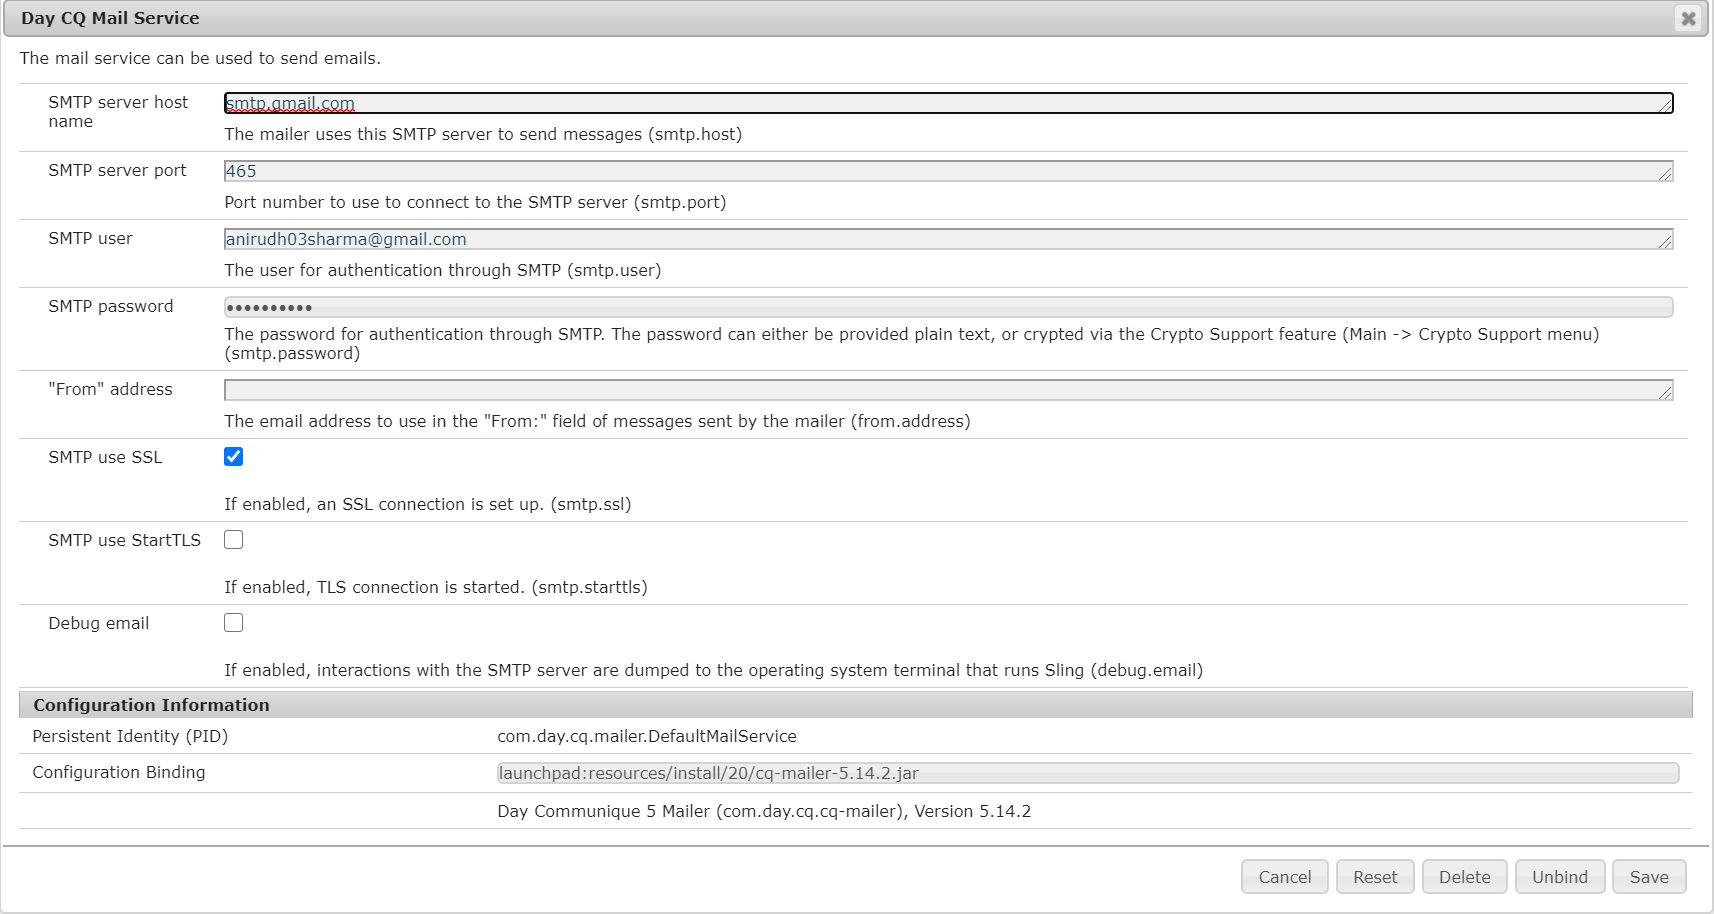 Day CQ Mail Service
The mail service can be used to send emails.
SMTP server host name
smtp.gmail.com
The mailer uses this SMTP server to send messages (smtp.host)
SMTP server port
465
Port number to use to connect to the SMTP server (smtp.port)
SMTP user
anirudh03sharma@gmail.com
The user for authentication through SMTP (smtp.user)
SMTP password
••••••••••
The password for authentication through SMTP. The password can either be provided plain text, or crypted via the Crypto Support feature (Main -> Crypto Support menu)
(smtp.password)
"From" address
The email address to use in the "From:" field of messages sent by the mailer (from.address)
SMTP use SSL
If enabled, an SSL connection is set up. (smtp.ssl)
SMTP use StartTLS
If enabled, TLS connection is started. (smtp.starttls)
Debug email
If enabled, interactions with the SMTP server are dumped to the operating system terminal that runs Sling (debug.email)
Configuration Information
Persistent Identity (PID) com.day.cq.mailer.DefaultMailService
Configuration Binding launchpad:resources/install/20/cq-mailer-5.14.2.jar
Day Communique 5 Mailer (com.day.cq.cq-mailer), Version 5.14.2
Cancel Reset Delete Unbind Save